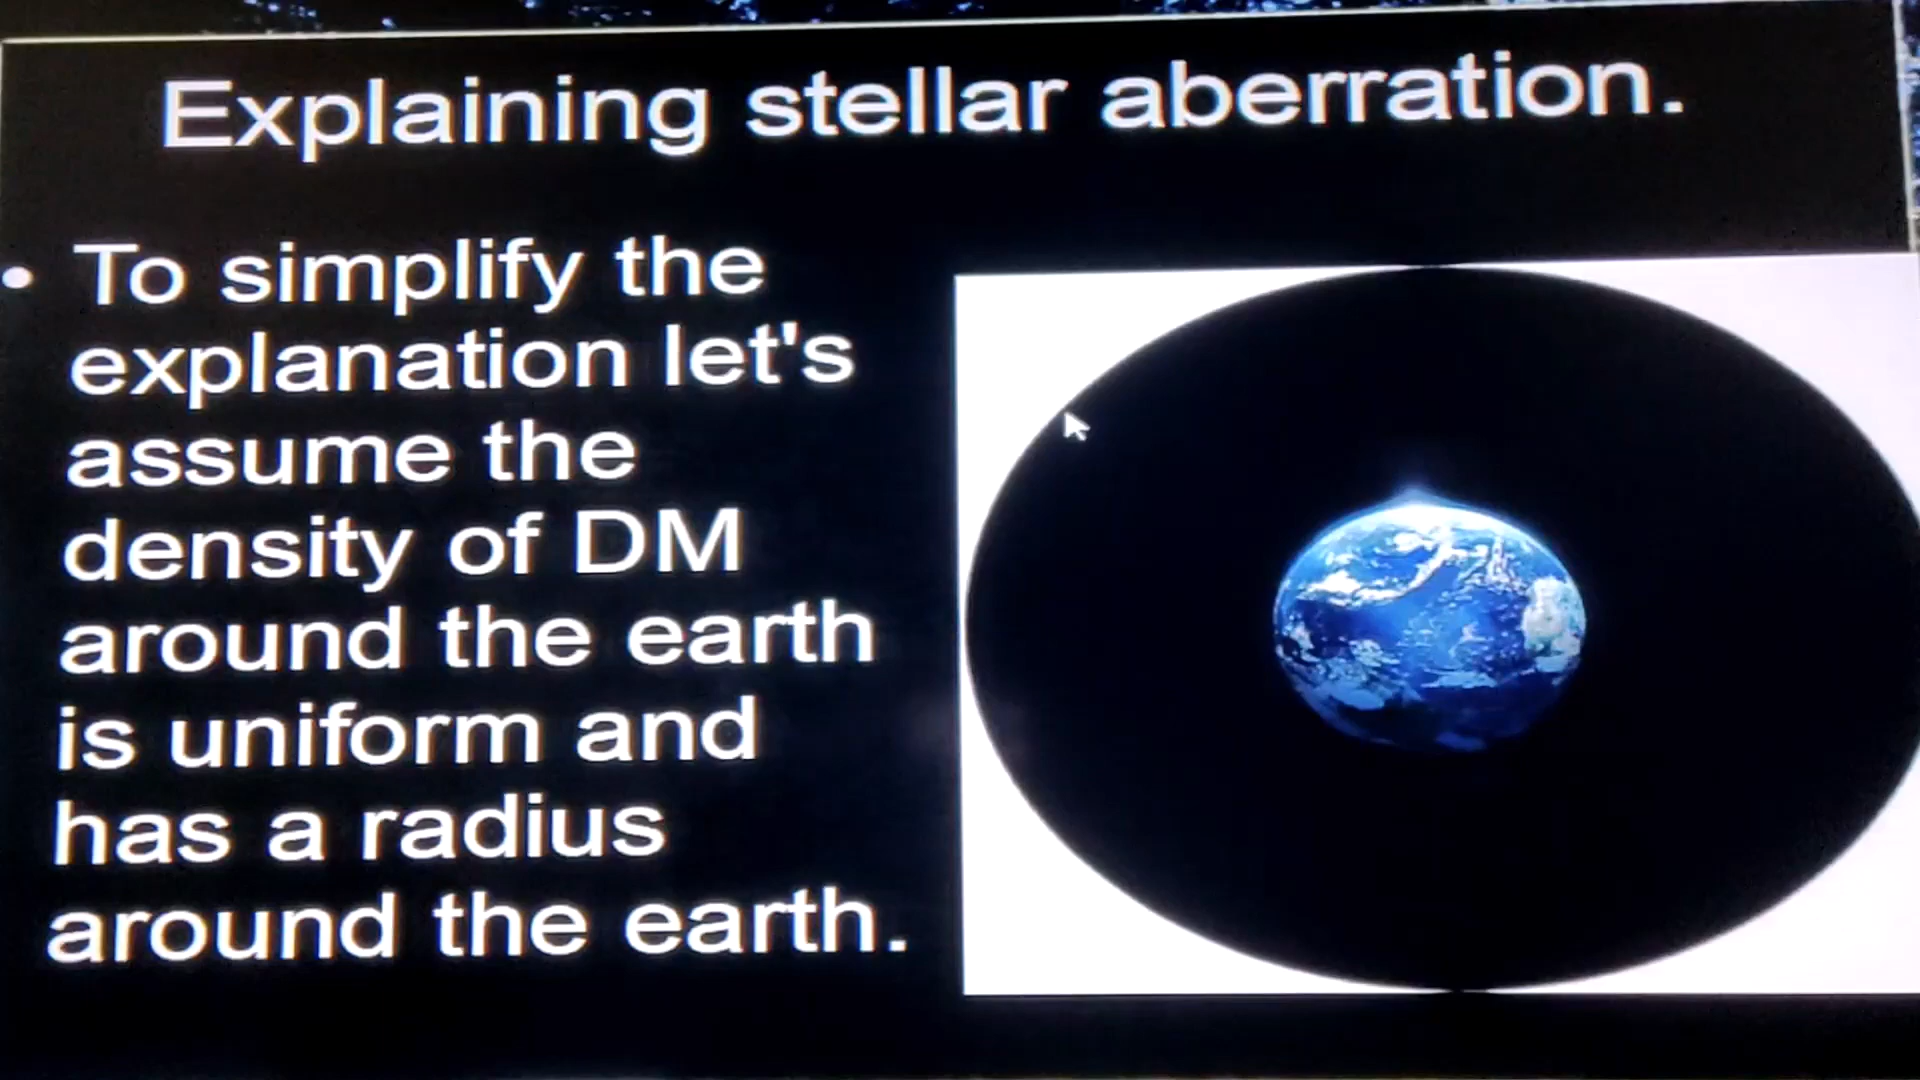 Explaining stellar aberration.
• To simplify the
explanation let's
assume the
density of DM
around the earth
is uniform and
has a radius
around the earth.